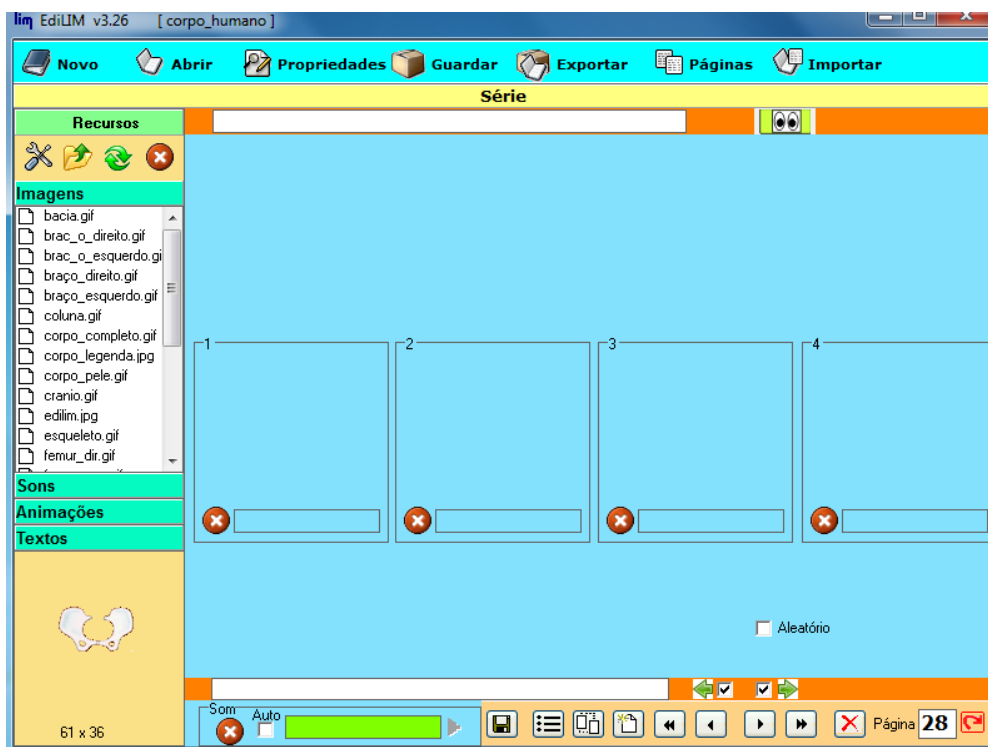 lim EdiLIM v3.26 [ corpo_humano ]
Novo Abrir Propriedades Guardar Exportar Páginas Importar
Série
Recursos
Imagens
bacia.gif
brac_o_direito.gif
brac_o_esquerdo.gi
braço_direito.gif
braço_esquerdo.gif
coluna.gif
corpo_completo.gif
corpo_legenda.jpg
corpo_pele.gif
cranio.gif
edilim.jpg
esqueleto.gif
femur_dir.gif
Sons
Animações
Textos
61 x 36
1 2 3 4
Aleatório
Som Auto
Página 28